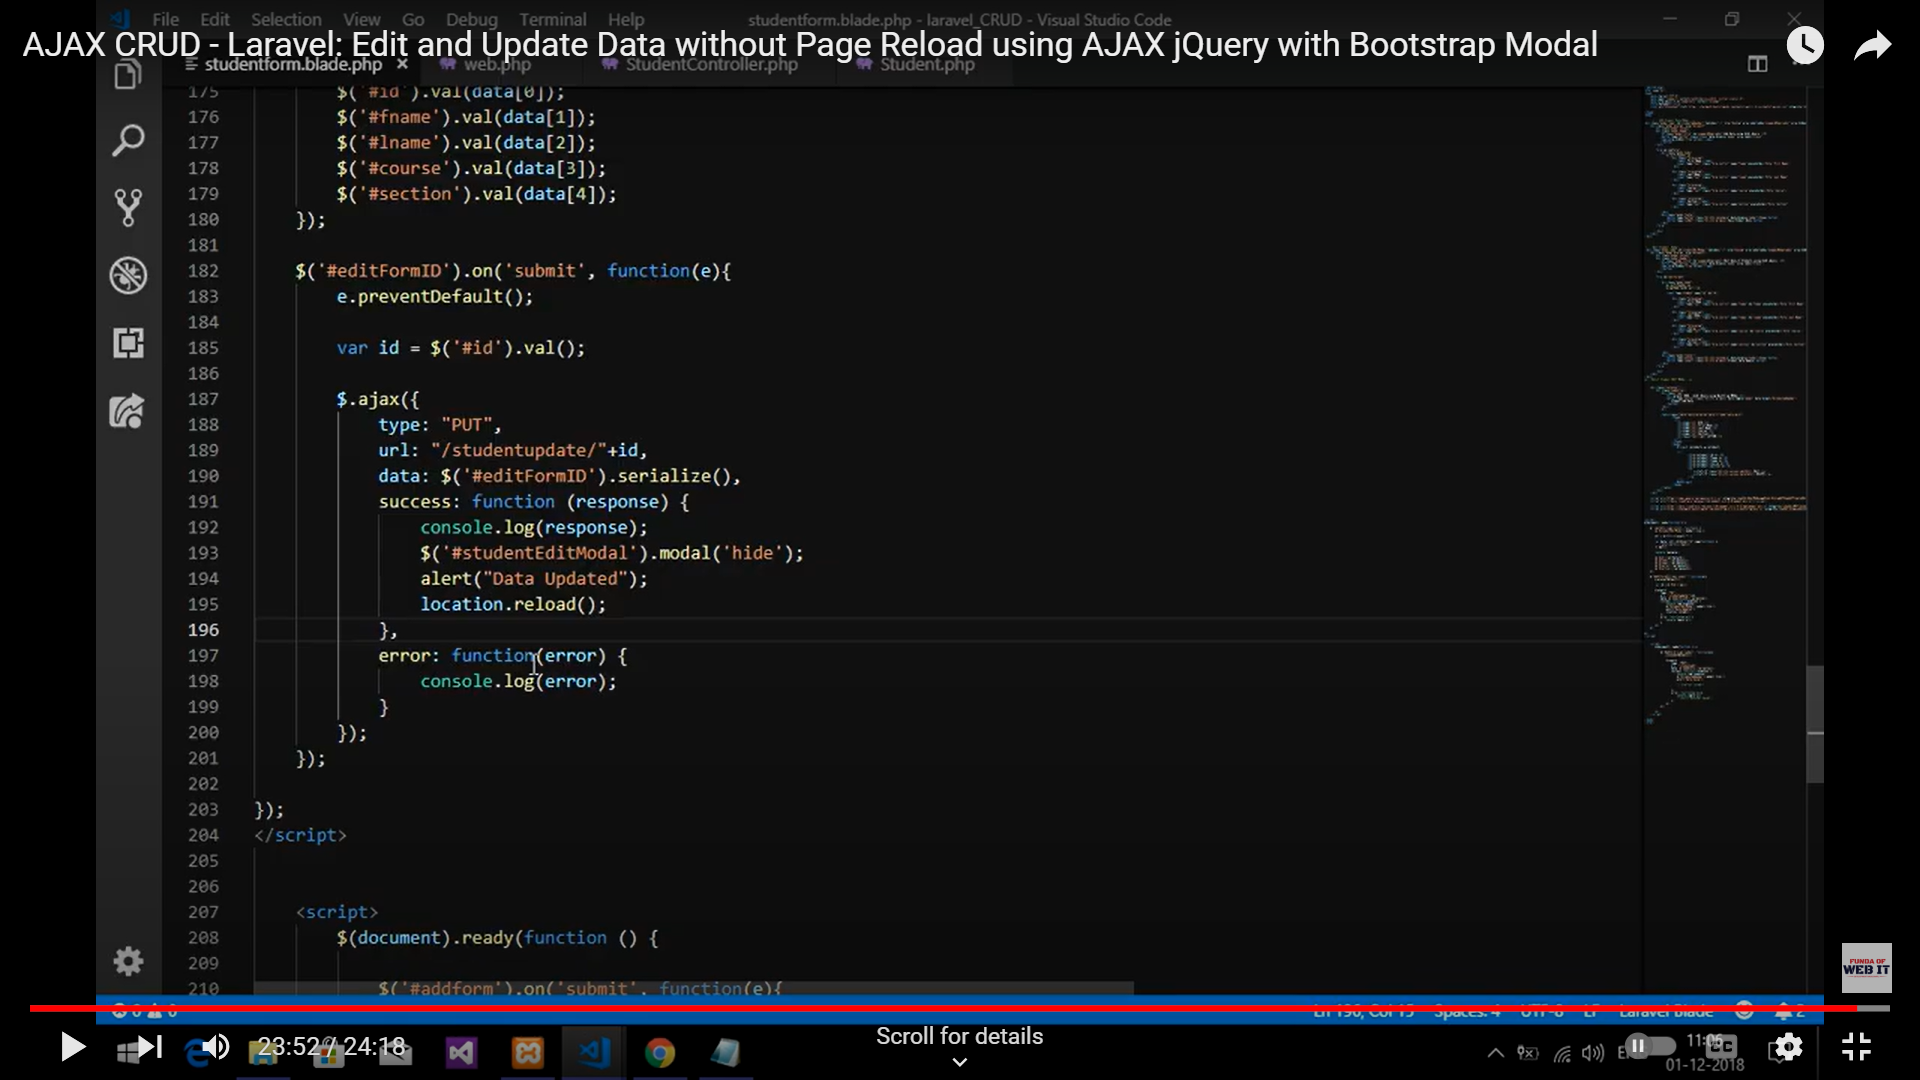 File Edit Selection View Go Debug Terminal Help studentform.blade.php - laravel_CRUD - Visual Studio Code
AJAX CRUD - Laravel: Edit and Update Data without Page Reload using AJAX jQuery with Bootstrap Modal
studentform.blade.php × web.php StudentController.php Student.php
175 $('#id').val(data[0]);
176 $('#fname').val(data[1]);
177 $('#lname').val(data[2]);
178 $('#course').val(data[3]);
179 $('#section').val(data[4]);
180 });
181
182 $('#editFormID').on('submit', function(e){
183 e.preventDefault();
184
185 var id = $('#id').val();
186
187 $.ajax({
188 type: "PUT",
189 url: "/studentupdate/"+id,
190 data: $('#editFormID').serialize(),
191 success: function (response) {
192 console.log(response);
193 $('#studentEditModal').modal('hide');
194 alert("Data Updated");
195 location.reload();
196 },
197 error: function(error) {
198 console.log(error);
199 }
200 });
201 });
202
203 });
204 </script>
205
206
207 <script>
208 $(document).ready(function () {
209
210 $('#addform').on('submit', function(e){
FUNDA OF
WEB IT
Ln 196, Col 15 Spaces: 4 UTF-8 LF Laravel Blade 2
23:52 / 24:18
Scroll for details
11:06
01-12-2018